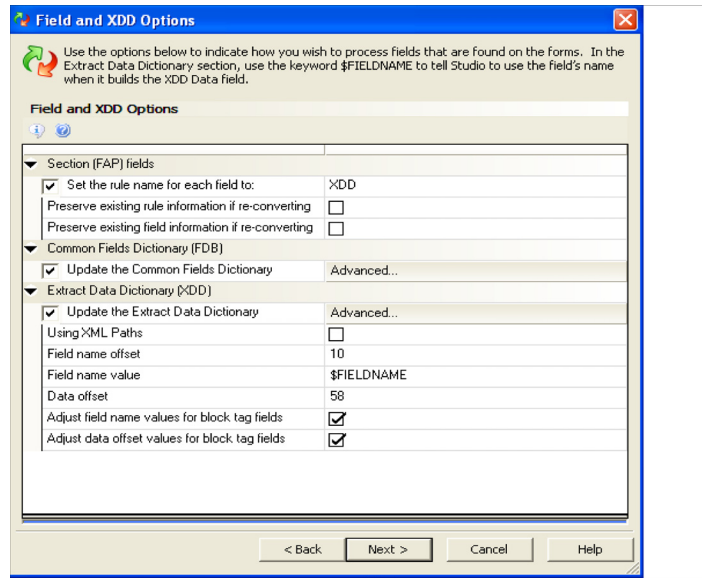 Field and XDD Options
Use the options below to indicate how you wish to process fields that are found on the forms. In the
Extract Data Dictionary section, use the keyword $FIELDNAME to tell Studio to use the field's name
when it builds the XDD Data field.
Field and XDD Options
Section (FAP) fields
Set the rule name for each field to: XDD
Preserve existing rule information if re-converting
Preserve existing field information if re-converting
Common Fields Dictionary (FDB)
Update the Common Fields Dictionary Advanced...
Extract Data Dictionary (XDD)
Update the Extract Data Dictionary Advanced...
Using XML Paths
Field name offset 10
Field name value $FIELDNAME
Data offset 58
Adjust field name values for block tag fields
Adjust data offset values for block tag fields
< Back Next > Cancel Help